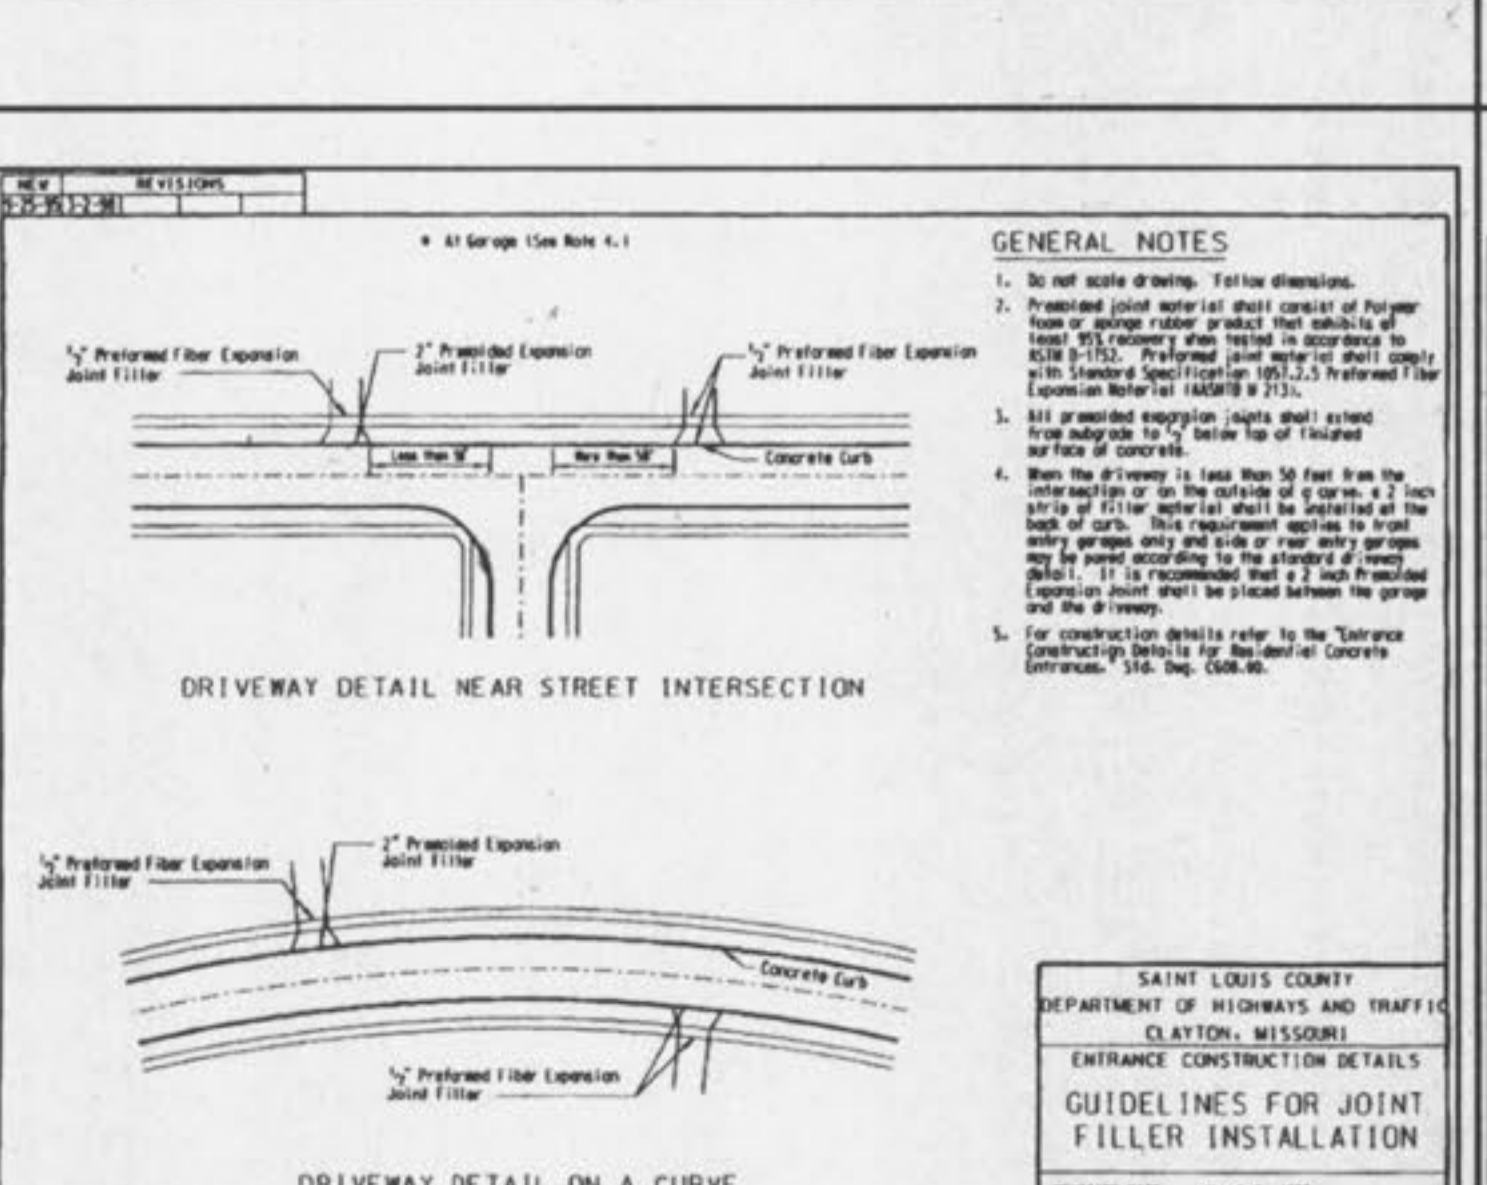 NEW REVISIONS
3-2-98
* At Garage (See Note 4.)
1/2" Preformed Fiber Expansion
Joint Filler
2" Premolded Expansion
Joint Filler
1/2" Preformed Fiber Expansion
Joint Filler
Less than 50'
More than 50'
Concrete Curb
DRIVEWAY DETAIL NEAR STREET INTERSECTION
1/2" Preformed Fiber Expansion
Joint Filler
2" Premolded Expansion
Joint Filler
Concrete Curb
1/2" Preformed Fiber Expansion
Joint Filler
DRIVEWAY DETAIL ON A CURVE
GENERAL NOTES
1. Do not scale drawing. Follow dimensions.
2. Premolded joint material shall consist of Polymer
foam or sponge rubber product that exhibits at
least 95% recovery when tested in accordance to
ASTM D-1752. Preformed joint material shall comply
with Standard Specification 1057.2.5 Preformed Fiber
Expansion Material (AASHTO M 213).
3. All premolded expansion joints shall extend
from subgrade to 1/2" below top of finished
surface of concrete.
4. When the driveway is less than 50 feet from the
intersection or on the outside of a curve, a 2 inch
strip of filler material shall be installed at the
back of curb. This requirement applies to front
entry garages only and side or rear entry garages
may be paved according to the standard driveway
detail. It is recommended that a 2 inch Premolded
Expansion Joint shall be placed between the garage
and the driveway.
5. For construction details refer to the "Entrance
Construction Details for Residential Concrete
Entrances." Std. Dwg. C608.
SAINT LOUIS COUNTY
DEPARTMENT OF HIGHWAYS AND TRAFFIC
CLAYTON, MISSOURI
ENTRANCE CONSTRUCTION DETAILS
GUIDELINES FOR JOINT
FILLER INSTALLATION